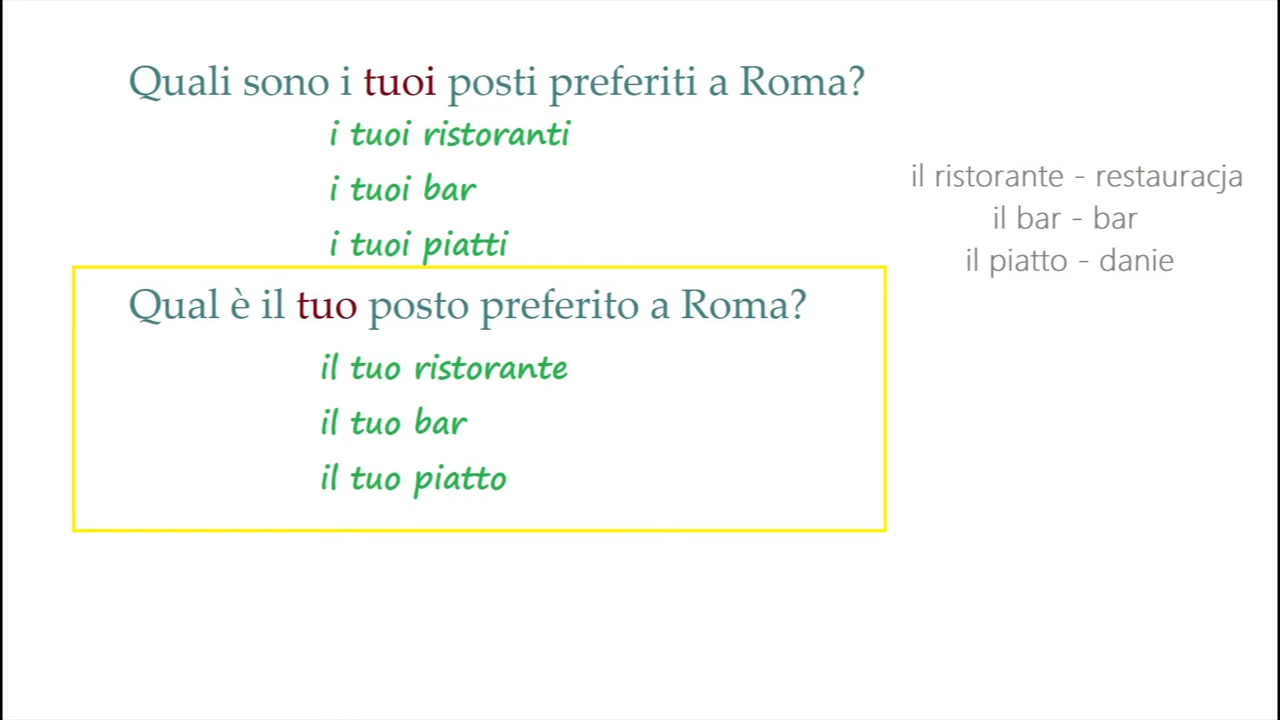 Quali sono i tuoi posti preferiti a Roma?
i tuoi ristoranti
i tuoi bar
i tuoi piatti
il ristorante - restauracja
il bar - bar
il piatto - danie
Qual è il tuo posto preferito a Roma?
il tuo ristorante
il tuo bar
il tuo piatto